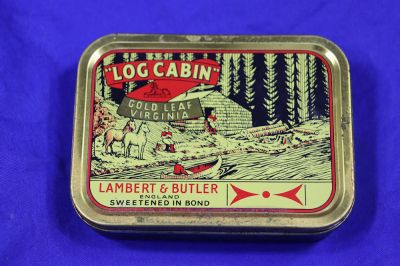 "LOG CABIN"
GOLD LEAF
VIRGINIA
LAMBERT & BUTLER
ENGLAND
SWEETENED IN BOND